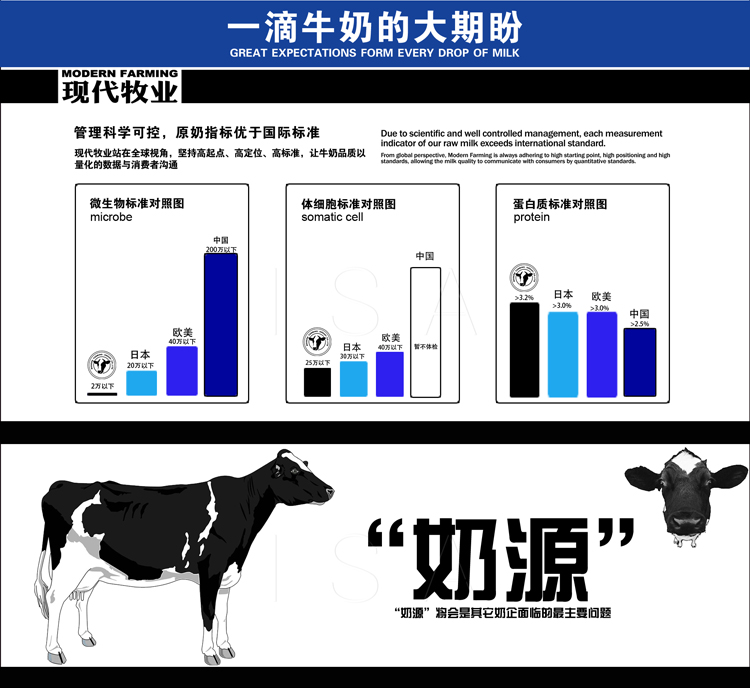 一滴牛奶的大期盼
GREAT EXPECTATIONS FORM EVERY DROP OF MILK
MODERN FARMING
现代牧业
管理科学可控，原奶指标优于国际标准
现代牧业站在全球视角，坚持高起点、高定位、高标准，让牛奶品质以
量化的数据与消费者沟通
Due to scientific and well controlled management, each measurement
indicator of our raw milk exceeds international standard.
From global perspective, Modern Farming is always adhering to high starting point, high positioning and high
standards, allowing the milk quality to communicate with consumers by quantitative standards.
微生物标准对照图
microbe
2万以下
日本
20万以下
欧美
40万以下
中国
200万以下
体细胞标准对照图
somatic cell
25万以下
日本
30万以下
欧美
40万以下
中国
暂不体检
蛋白质标准对照图
protein
>3.2%
日本
>3.0%
欧美
>3.0%
中国
>2.5%
ISA
“奶源”
“奶源”将会是其它奶企面临的最主要问题
ISA